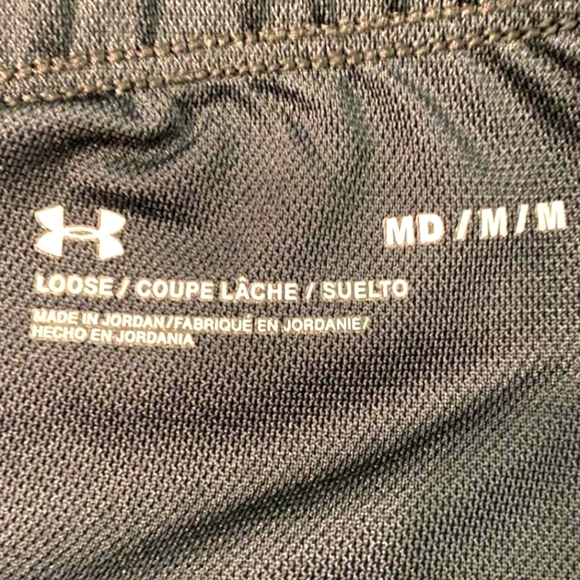 MD/M/M
LOOSE / COUPE LÂCHE / SUELTO
MADE IN JORDAN/FABRIQUÉ EN JORDANIE/
HECHO EN JORDANIA